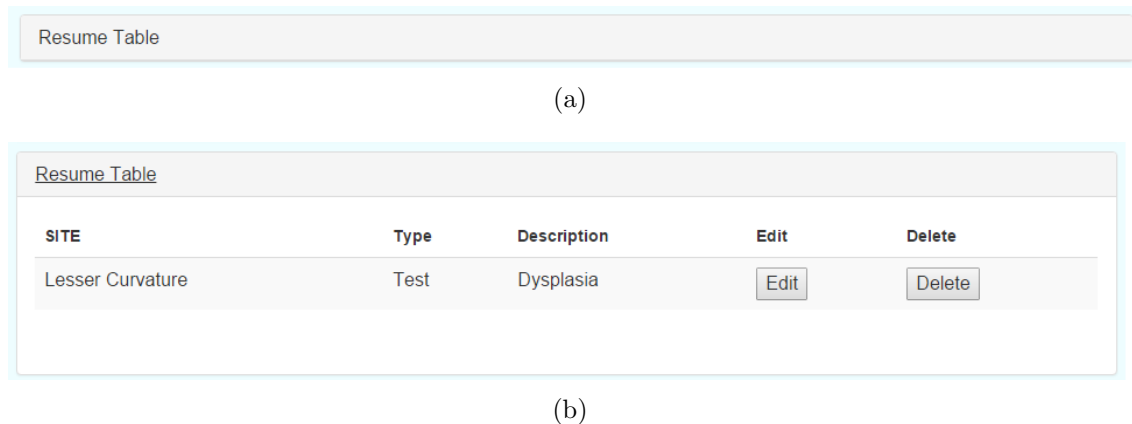 Resume Table
(a)
Resume Table
SITE Type Description Edit Delete
Lesser Curvature Test Dysplasia Edit Delete
(b)